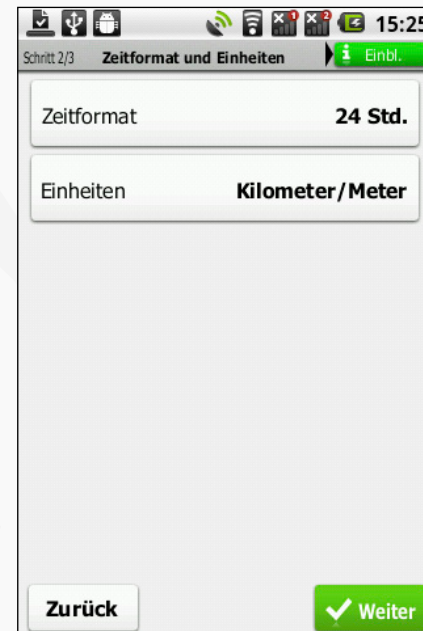 15:25
Schritt 2/3 Zeitformat und Einheiten i Einbl.
Zeitformat 24 Std.
Einheiten Kilometer/Meter
Zurück Weiter